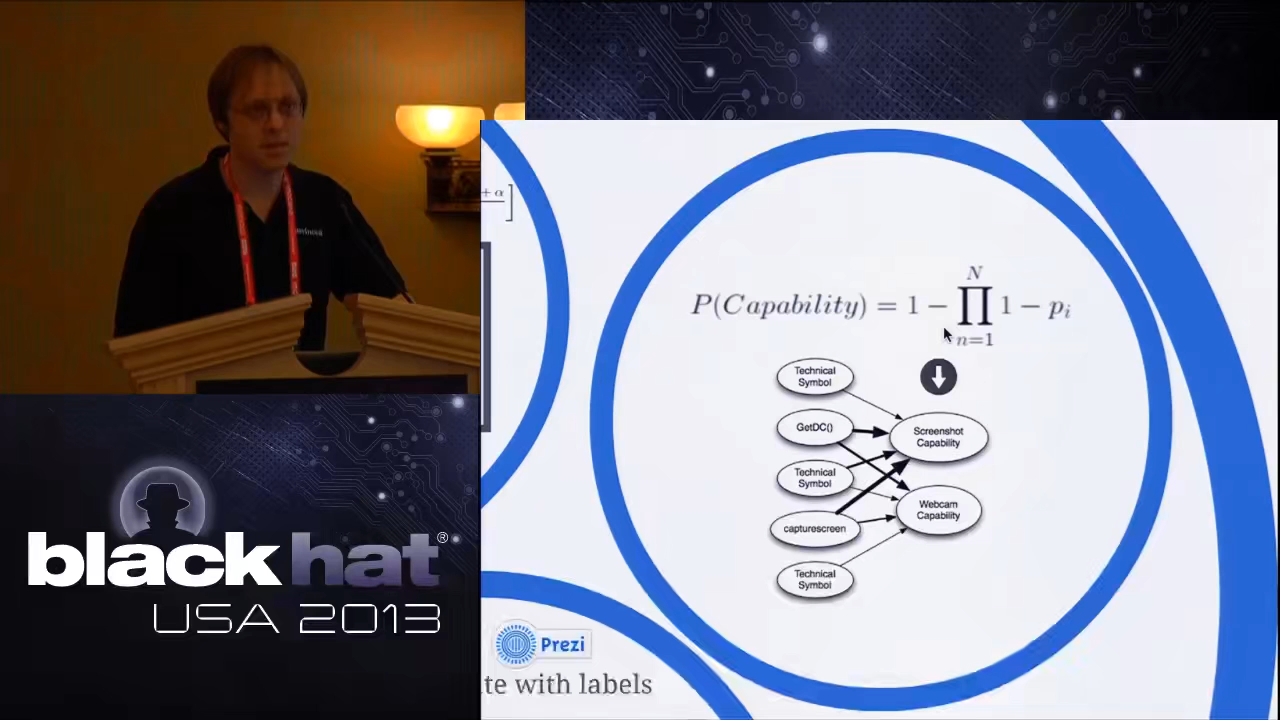 + α
P(Capability) = 1 − ∏ 1 − pᵢ
N
n=1
Technical
Symbol
GetDC()
Technical
Symbol
capturescreen
Technical
Symbol
Screenshot
Capability
Webcam
Capability
black hat®
USA 2013
Prezi
te with labels